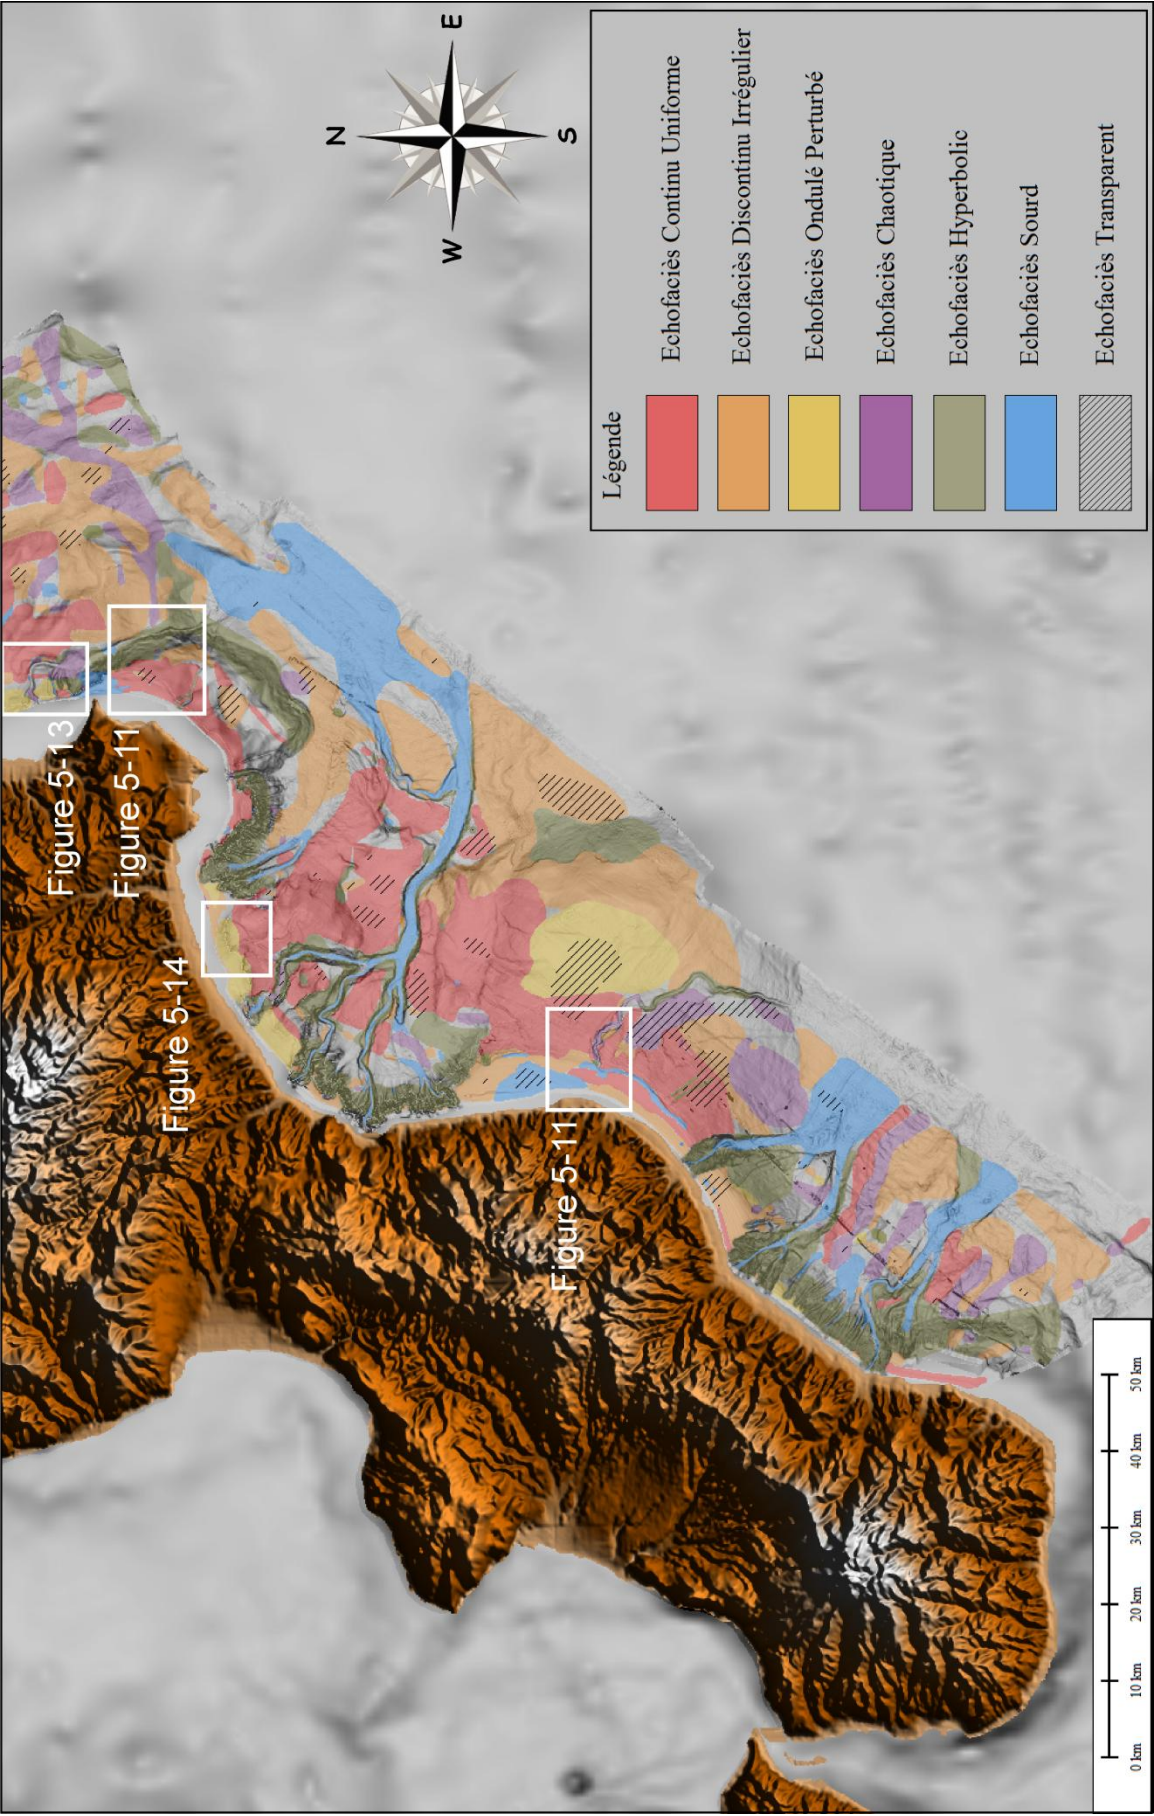 N
E
S
W
Légende
Echofaciès Continu Uniforme
Echofaciès Discontinu Irrégulier
Echofaciès Ondulé Perturbé
Echofaciès Chaotique
Echofaciès Hyperbolic
Echofaciès Sourd
Echofaciès Transparent
Figure 5-13
Figure 5-11
Figure 5-14
Figure 5-11
0 km 10 km 20 km 30 km 40 km 50 km